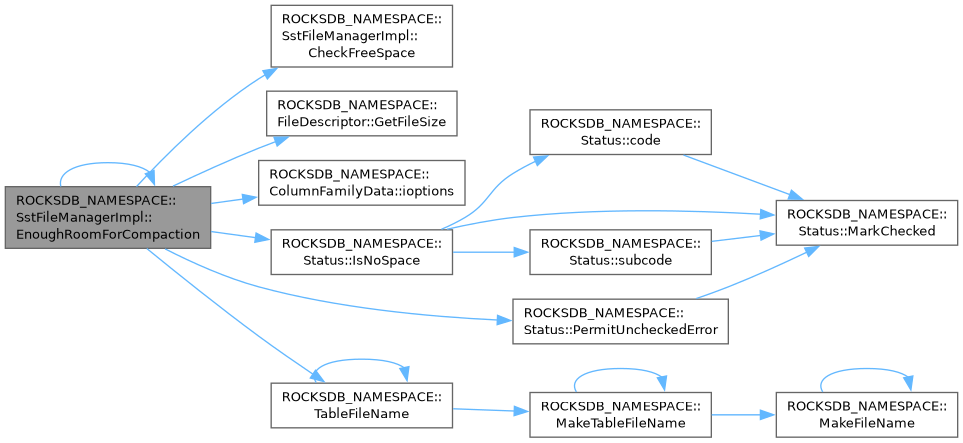 ROCKSDB_NAMESPACE::
SstFileManagerImpl::
CheckFreeSpace
ROCKSDB_NAMESPACE::
FileDescriptor::GetFileSize
ROCKSDB_NAMESPACE::
Status::code
ROCKSDB_NAMESPACE::
ColumnFamilyData::ioptions
ROCKSDB_NAMESPACE::
SstFileManagerImpl::
EnoughRoomForCompaction
ROCKSDB_NAMESPACE::
Status::MarkChecked
ROCKSDB_NAMESPACE::
Status::IsNoSpace
ROCKSDB_NAMESPACE::
Status::subcode
ROCKSDB_NAMESPACE::
Status::PermitUncheckedError
ROCKSDB_NAMESPACE::
TableFileName
ROCKSDB_NAMESPACE::
MakeTableFileName
ROCKSDB_NAMESPACE::
MakeFileName